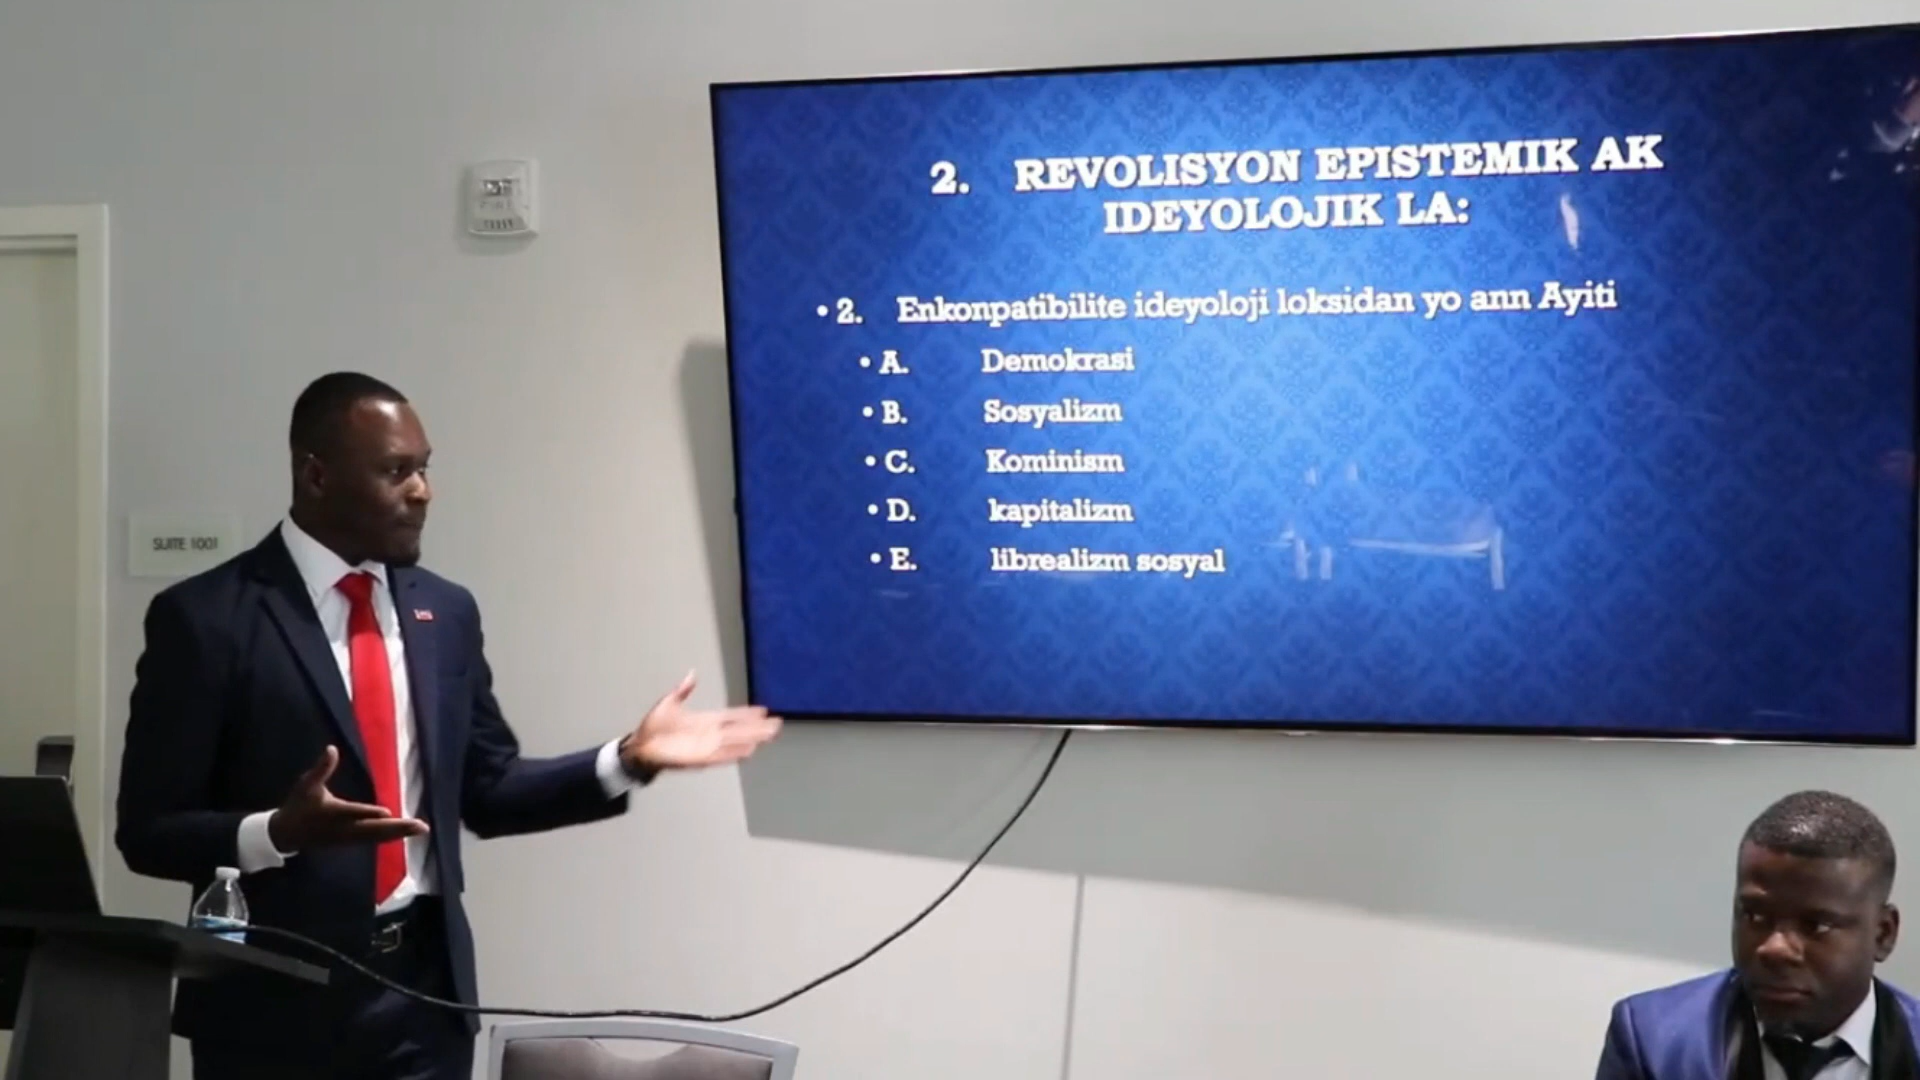 2. REVOLISYON EPISTEMIK AK
IDEYOLOJIK LA:
• 2. Enkonpatibilite ideyoloji loksidan yo ann Ayiti
• A. Demokrasi
• B. Sosyalizm
• C. Kominism
• D. kapitalizm
• E. librealizm sosyal
SUITE 1001
FIRE